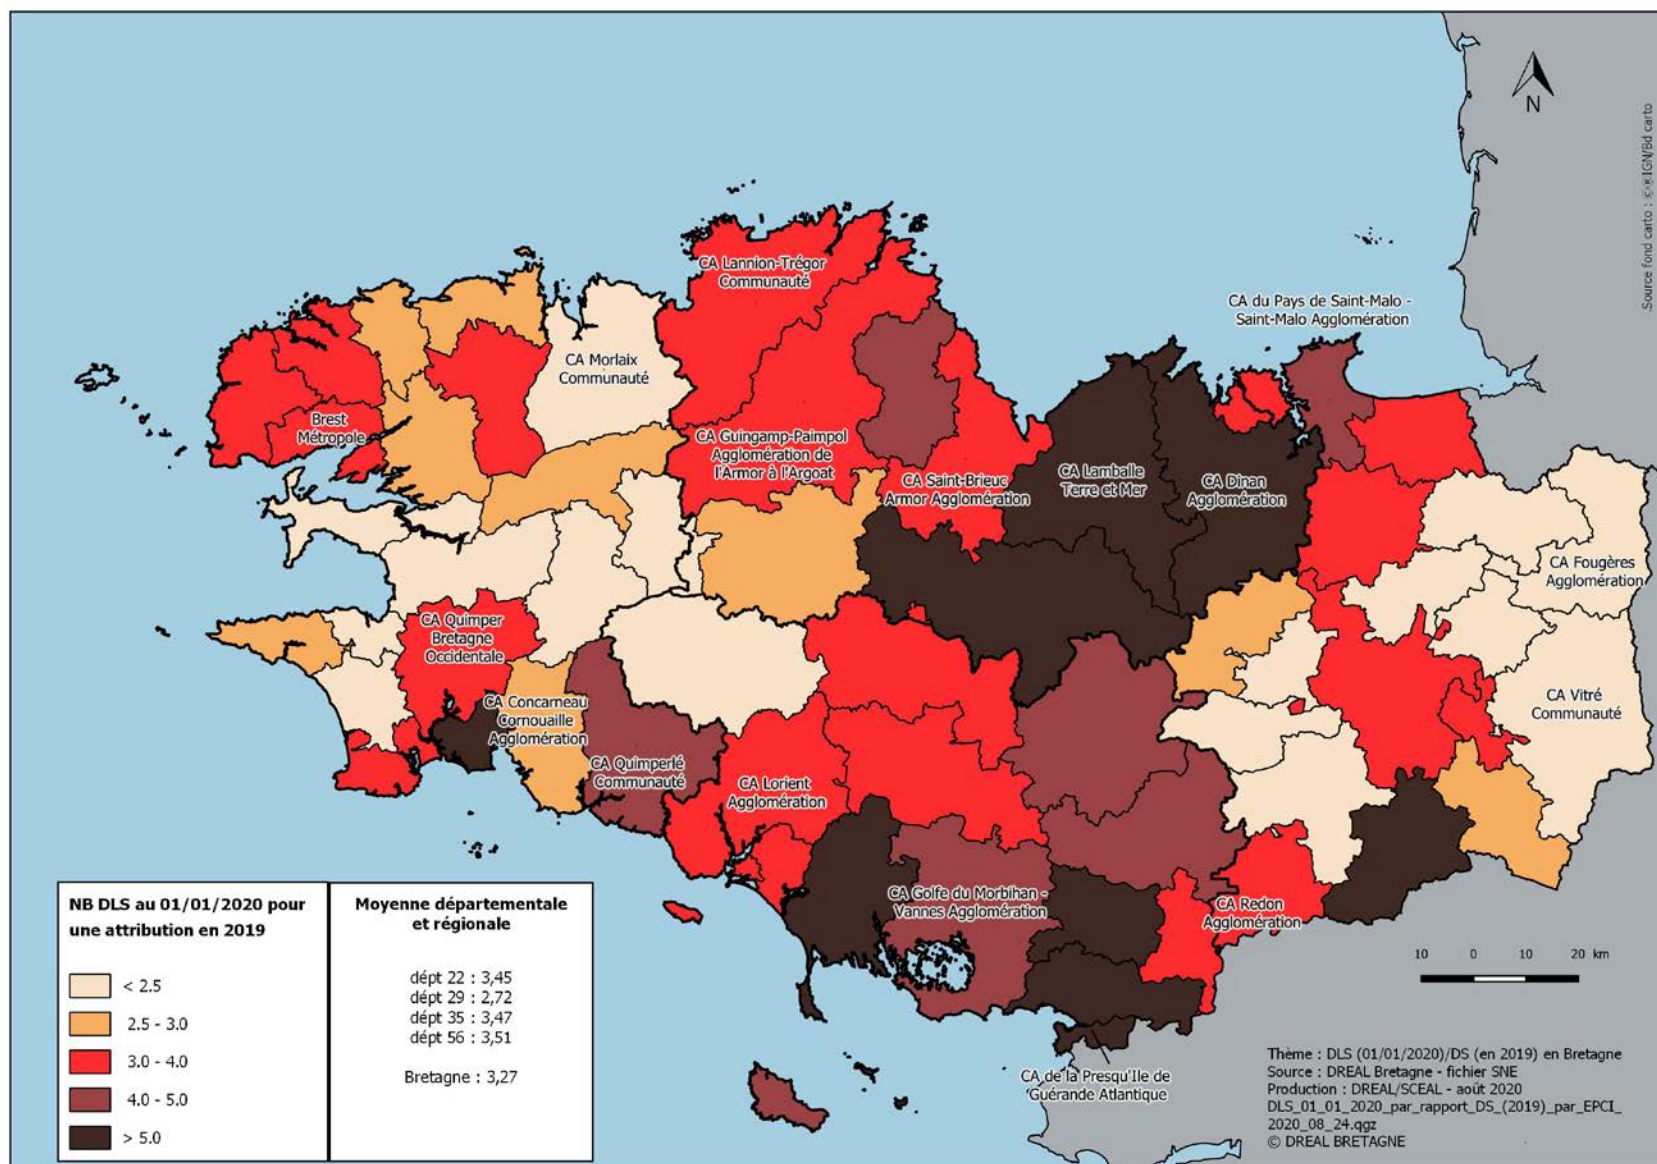 N
Source fond carto : ©®IGN/Bd carto
CA Lannion-Trégor
Communauté
CA du Pays de Saint-Malo -
Saint-Malo Agglomération
CA Morlaix
Communauté
Brest
Métropole
CA Guingamp-Paimpol
Agglomération de
l'Armor à l'Argoat
CA Saint-Brieuc
Armor Agglomération
CA Lamballe
Terre et Mer
CA Dinan
Agglomération
CA Fougères
Agglomération
CA Quimper
Bretagne
Occidentale
CA Vitré
Communauté
CA Concarneau
Cornouaille
Agglomération
CA Quimperlé
Communauté
CA Lorient
Agglomération
CA Golfe du Morbihan -
Vannes Agglomération
CA Redon
Agglomération
CA de la Presqu'Ile de
Guérande Atlantique
NB DLS au 01/01/2020 pour
une attribution en 2019
< 2.5
2.5 - 3.0
3.0 - 4.0
4.0 - 5.0
> 5.0
Moyenne départementale
et régionale
dépt 22 : 3,45
dépt 29 : 2,72
dépt 35 : 3,47
dépt 56 : 3,51
Bretagne : 3,27
10 0 10 20 km
Thème : DLS (01/01/2020)/DS (en 2019) en Bretagne
Source : DREAL Bretagne - fichier SNE
Production : DREAL/SCEAL - août 2020
DLS_01_01_2020_par_rapport_DS_(2019)_par_EPCI_
2020_08_24.qgz
© DREAL BRETAGNE